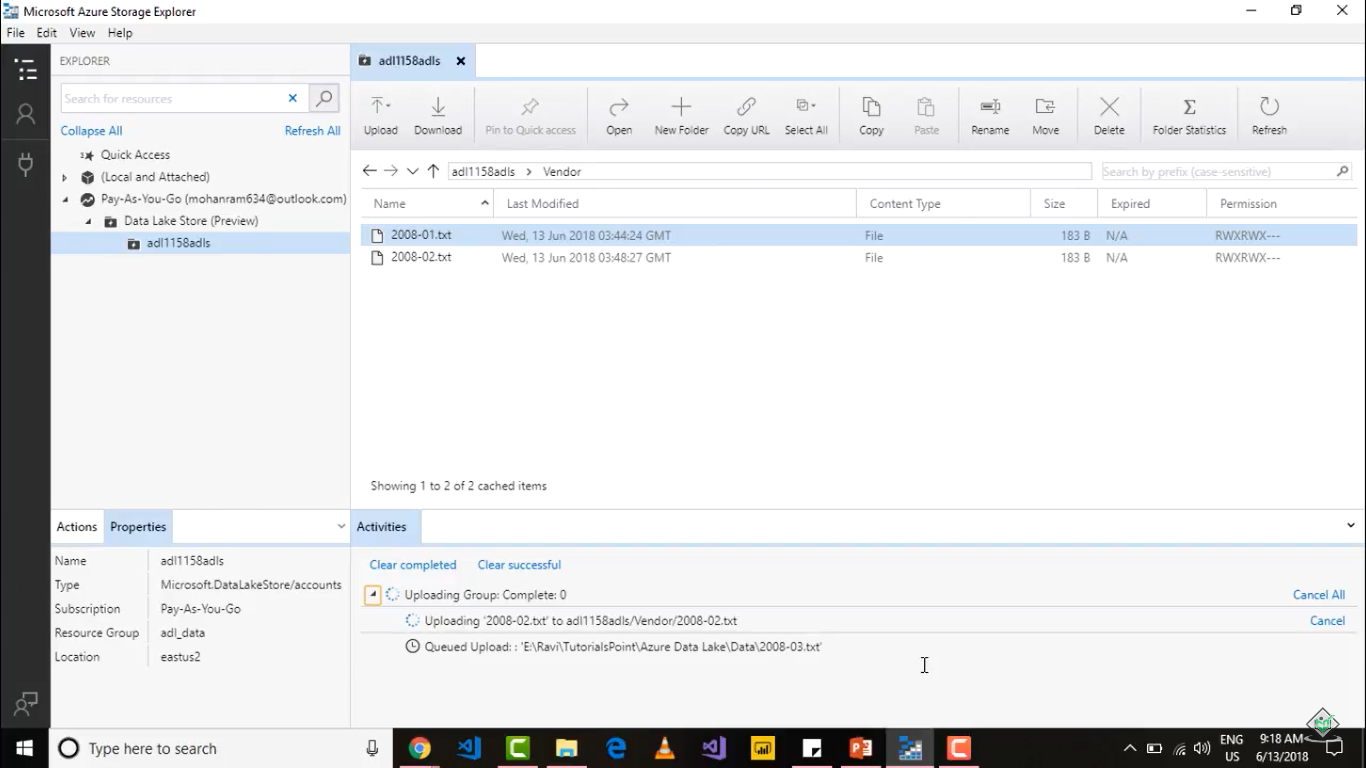 Microsoft Azure Storage Explorer
File Edit View Help
EXPLORER
adl1158adls
Search for resources
Collapse All Refresh All
Quick Access
(Local and Attached)
Pay-As-You-Go (mohanram634@outlook.com)
Data Lake Store (Preview)
adl1158adls
Upload Download Pin to Quick access Open New Folder Copy URL Select All Copy Paste Rename Move Delete Folder Statistics Refresh
adl1158adls Vendor
Search by prefix (case-sensitive)
Name Last Modified Content Type Size Expired Permission
2008-01.txt Wed, 13 Jun 2018 03:44:24 GMT File 183 B N/A RWXRWX---
2008-02.txt Wed, 13 Jun 2018 03:48:27 GMT File 183 B N/A RWXRWX---
Showing 1 to 2 of 2 cached items
Actions Properties
Name adl1158adls
Type Microsoft.DataLakeStore/accounts
Subscription Pay-As-You-Go
Resource Group adl_data
Location eastus2
Activities
Clear completed Clear successful
Uploading Group: Complete: 0 Cancel All
Uploading '2008-02.txt' to adl1158adls/Vendor/2008-02.txt Cancel
Queued Upload: : 'E:\Ravi\TutorialsPoint\Azure Data Lake\Data\2008-03.txt'
Type here to search
ENG
US
9:18 AM
6/13/2018